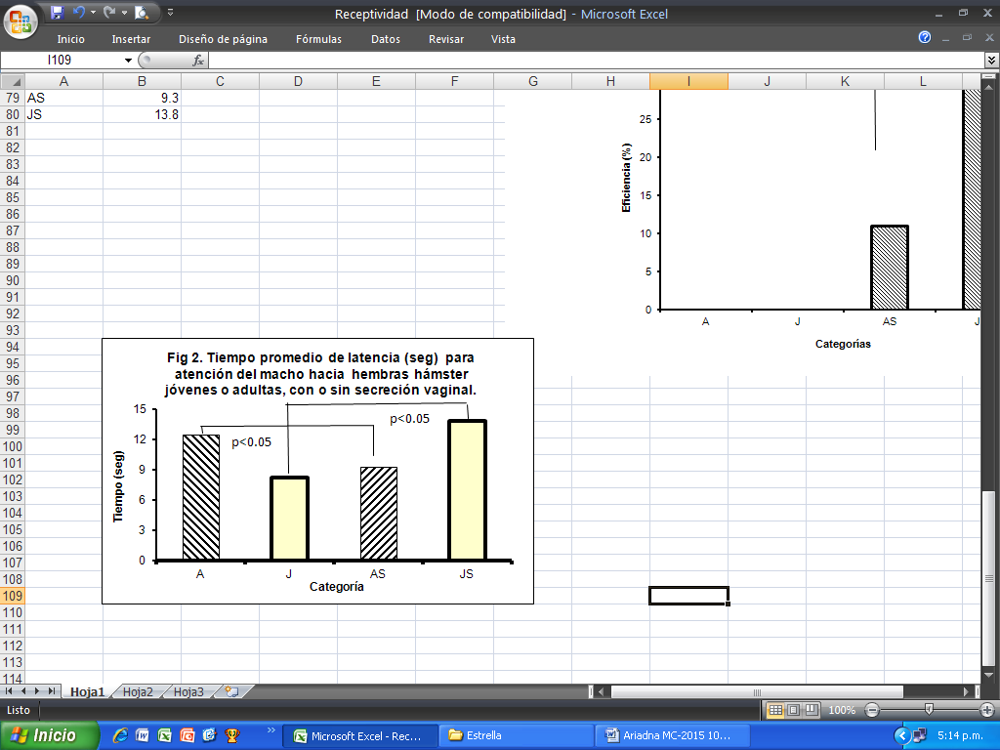 Receptividad  [Modo de compatibilidad] - Microsoft Excel
Inicio Insertar Diseño de página Fórmulas Datos Revisar Vista
I109 fx
A B C D E F G H I J K L
79 AS 9.3
80 JS 13.8
81
82
83
84
85
86
87
88
89
90
91
92
93
94
95
96
97
98
99
100
101
102
103
104
105
106
107
108
109
110
111
112
113
114
25
20
15
10
5
0
Eficiencia (%)
A J AS J
Categorías
Fig 2. Tiempo promedio de latencia (seg)  para
atención del macho hacia  hembras hámster
jóvenes o adultas, con o sin secreción vaginal.
15
12
9
6
3
0
Tiempo (seg)
p<0.05
p<0.05
A J AS JS
Categoría
Hoja1 Hoja2 Hoja3
Listo 100%
Inicio Microsoft Excel - Rec... Estrella Ariadna MC-2015 10... 5:14 p.m.